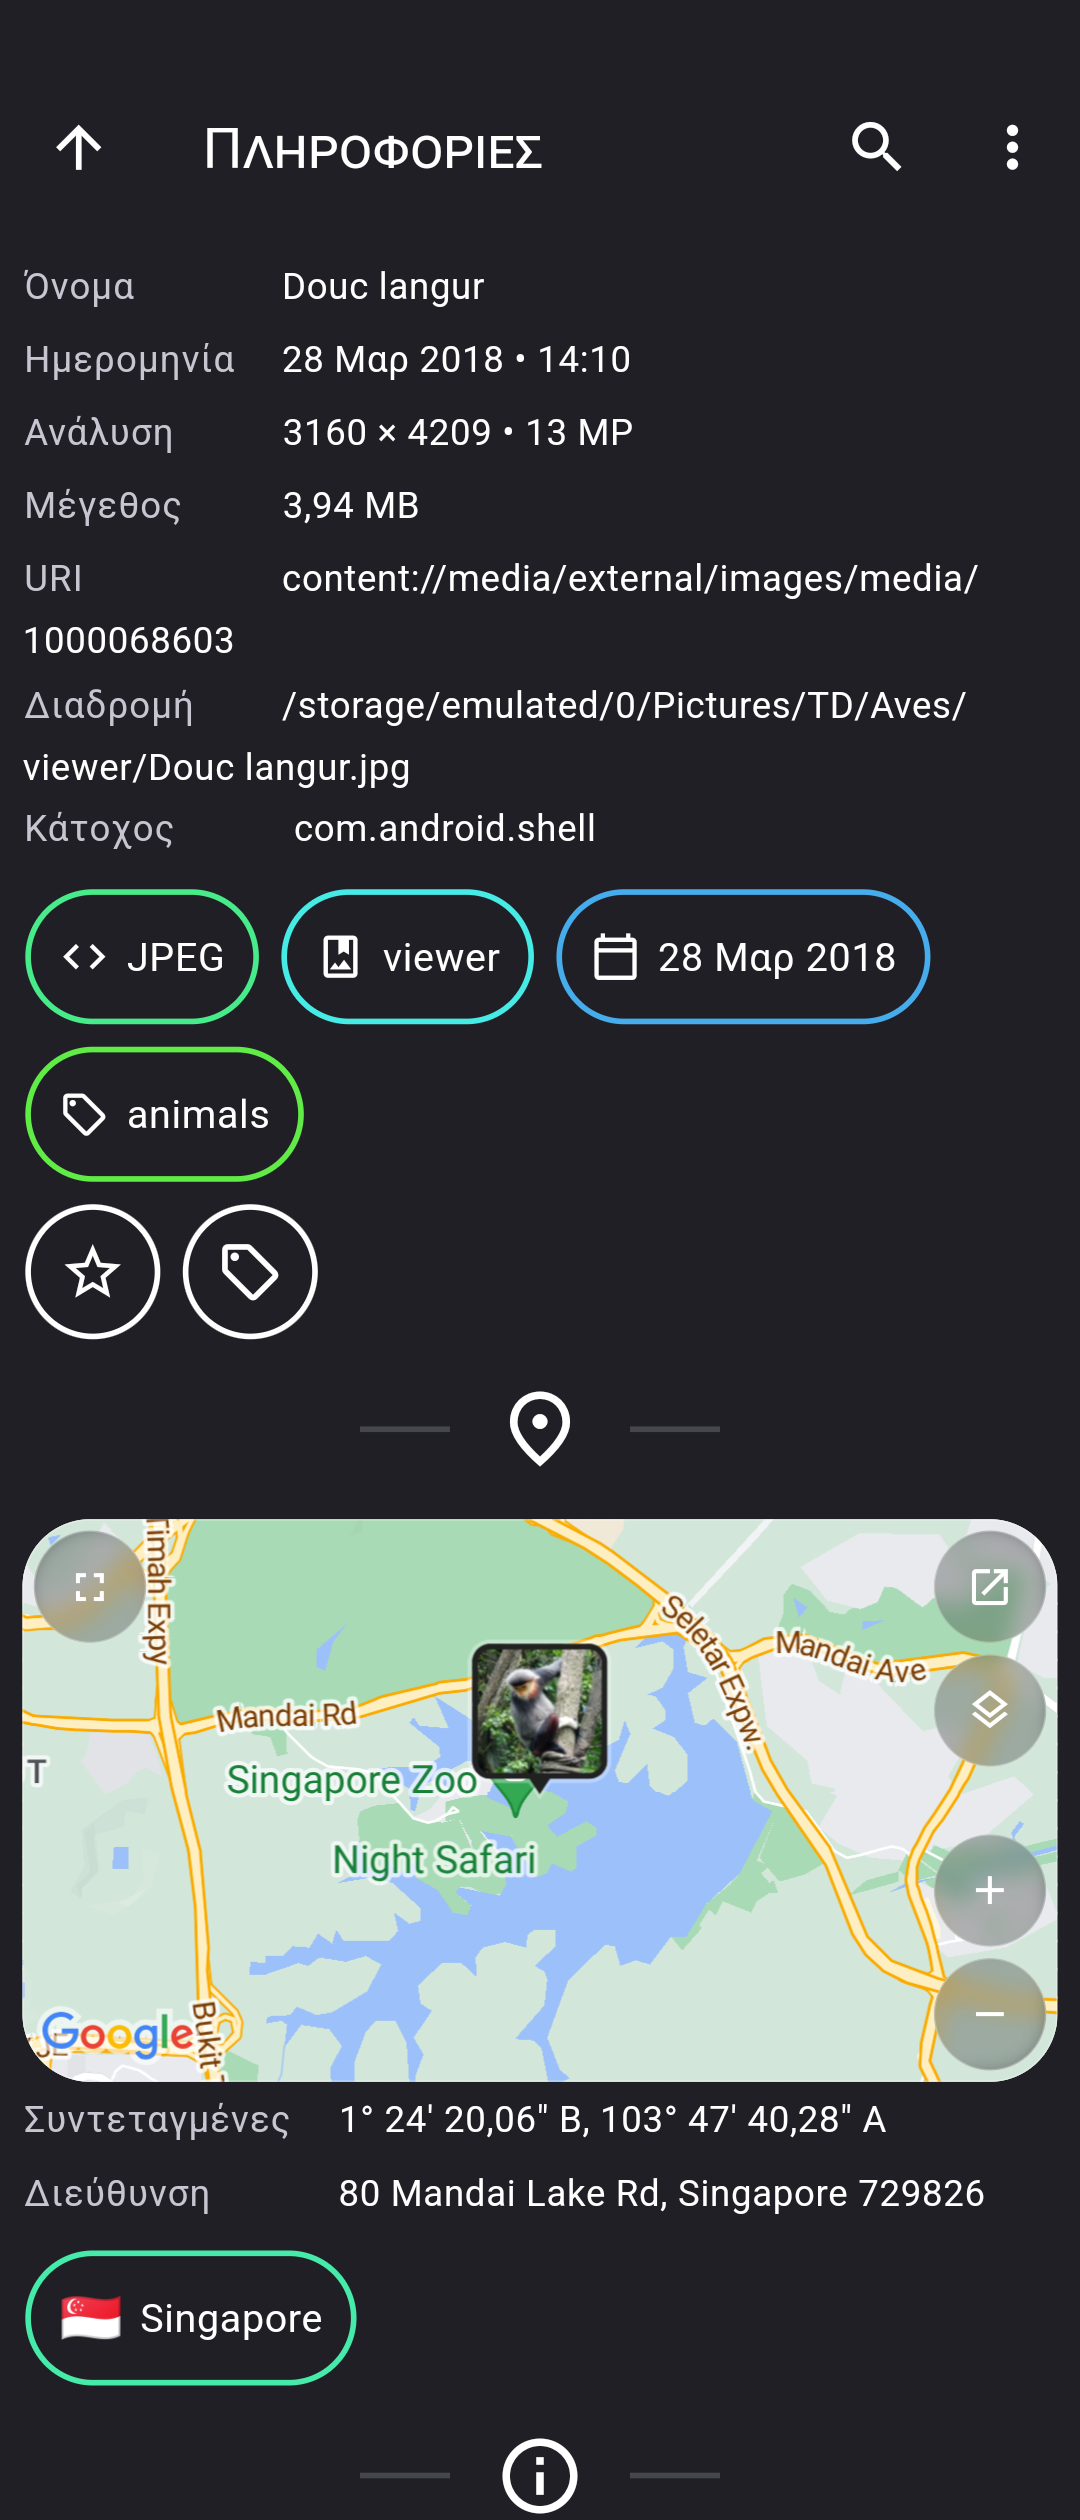 Πληροφορίες
Όνομα Douc langur
Ημερομηνία 28 Μαρ 2018 • 14:10
Ανάλυση 3160 × 4209 • 13 MP
Μέγεθος 3,94 MB
URI content://media/external/images/media/
1000068603
Διαδρομή /storage/emulated/0/Pictures/TD/Aves/
viewer/Douc langur.jpg
Κάτοχος com.android.shell
JPEG viewer 28 Μαρ 2018
animals
Timah Expy
Seletar Expw.
Mandai Ave
Mandai Rd
T
Singapore Zoo
Night Safari
Google
Bukit
Συντεταγμένες 1° 24' 20,06" Β, 103° 47' 40,28" Α
Διεύθυνση 80 Mandai Lake Rd, Singapore 729826
Singapore